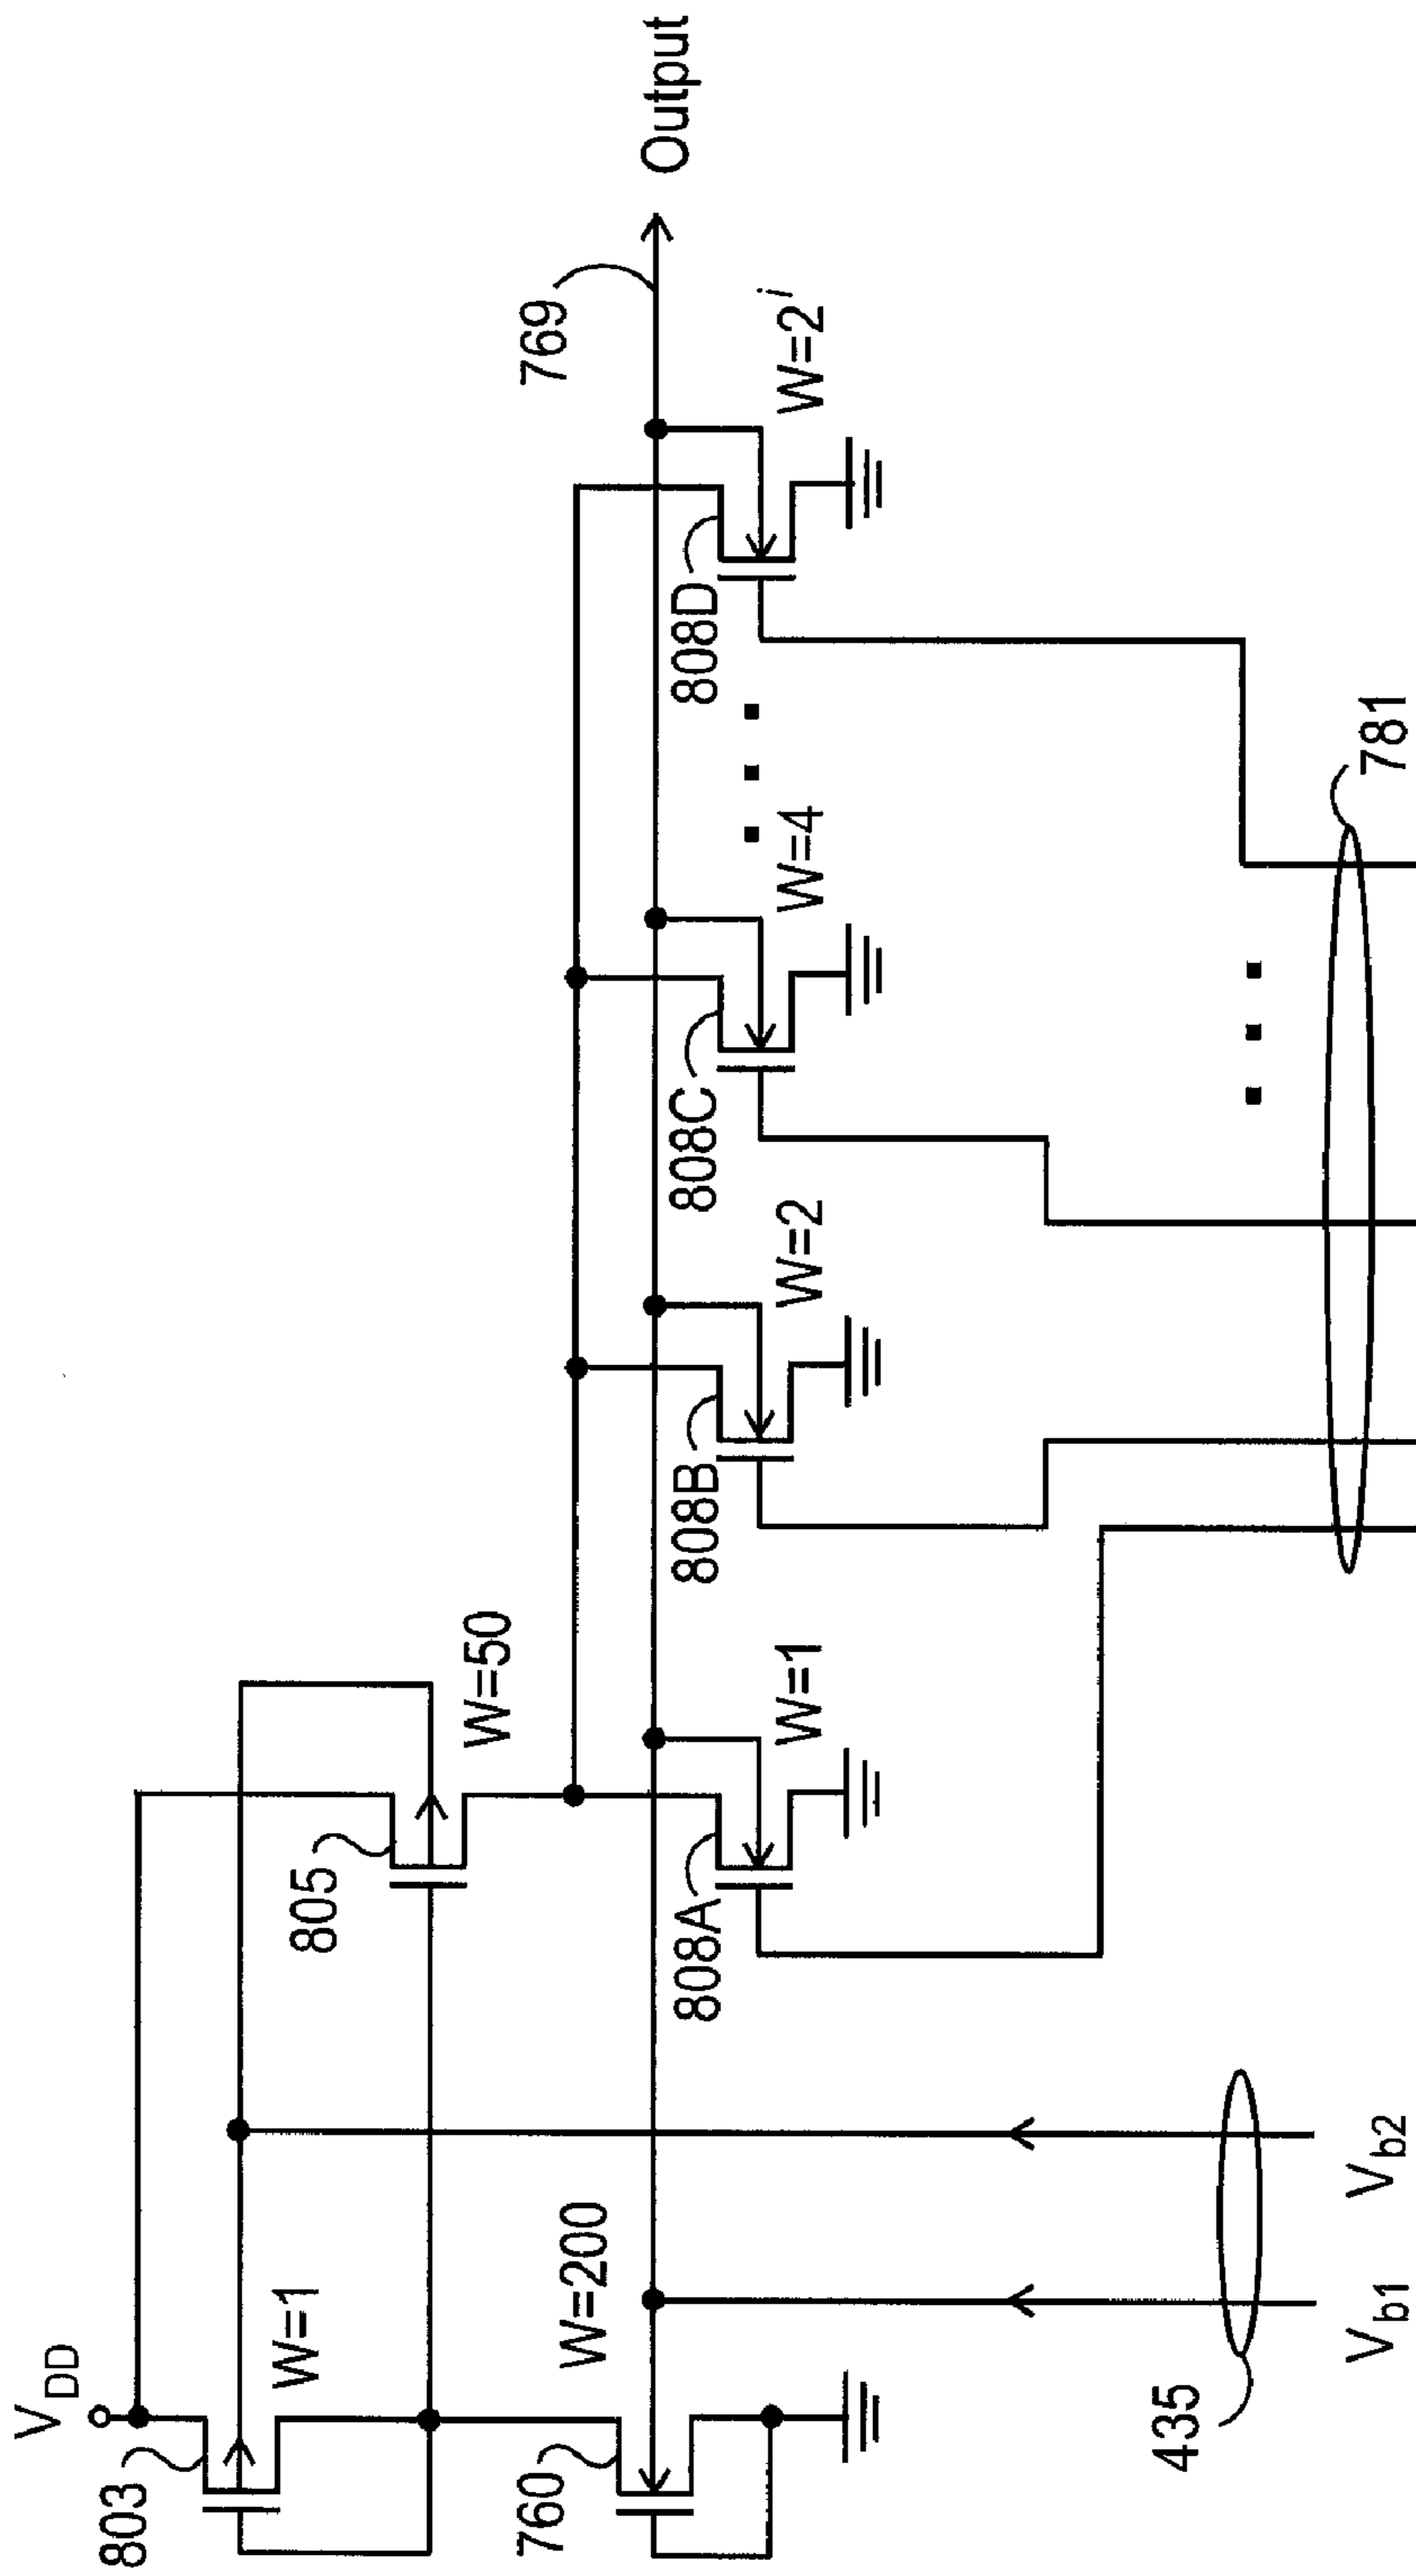 V_DD
803
W=1
805
W=50
760
W=200
808A
W=1
808B
W=2
808C
W=4
808D
W=2^i
769
Output
435
V_b1
V_b2
781